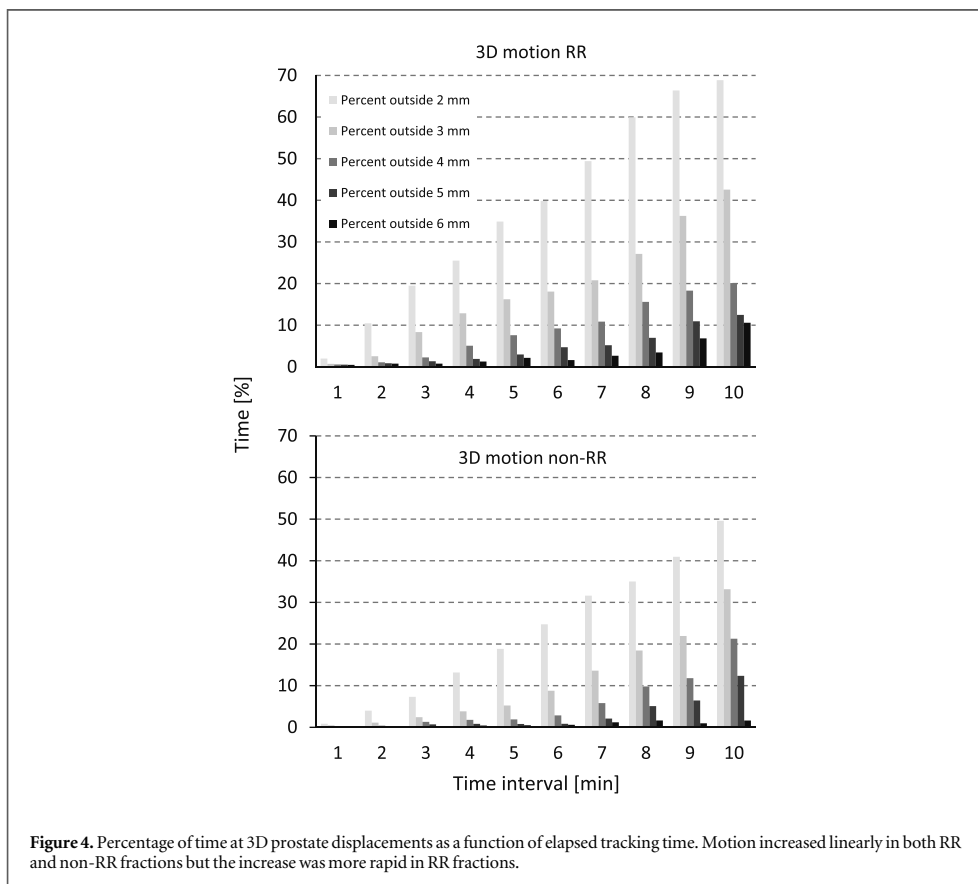 3D motion RR
70
60
50
40
30
20
10
0
Percent outside 2 mm
Percent outside 3 mm
Percent outside 4 mm
Percent outside 5 mm
Percent outside 6 mm
1 2 3 4 5 6 7 8 9 10
Time [%]
3D motion non-RR
70
60
50
40
30
20
10
0
1 2 3 4 5 6 7 8 9 10
Time interval [min]
Figure 4. Percentage of time at 3D prostate displacements as a function of elapsed tracking time. Motion increased linearly in both RR
and non-RR fractions but the increase was more rapid in RR fractions.